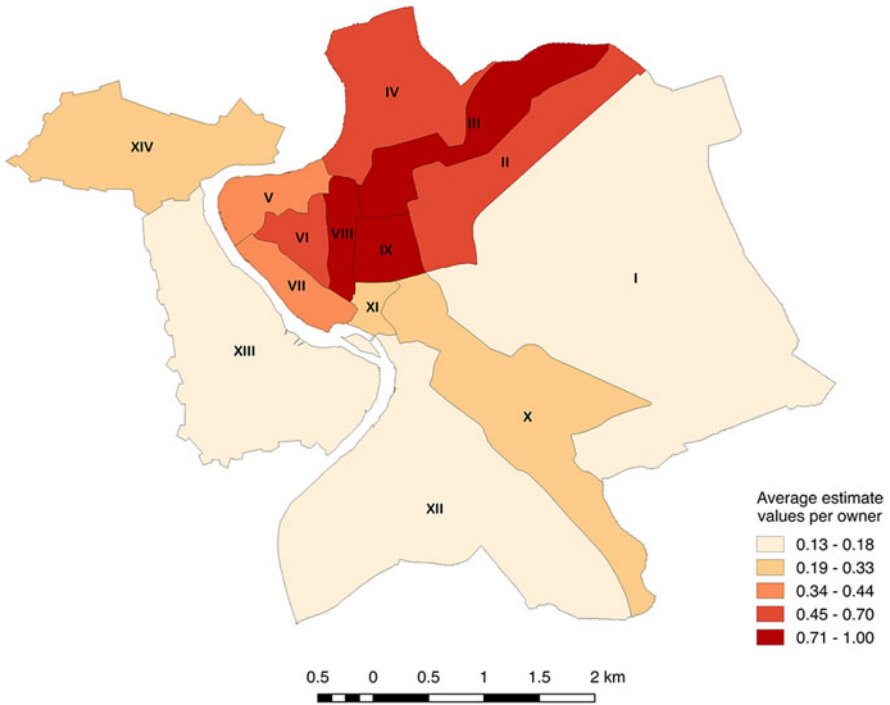 IV
III
XIV
II
V
VI
VIII
IX
I
VII
XI
XIII
X
XII
Average estimate
values per owner
0.13 - 0.18
0.19 - 0.33
0.34 - 0.44
0.45 - 0.70
0.71 - 1.00
0.5 0 0.5 1 1.5 2 km